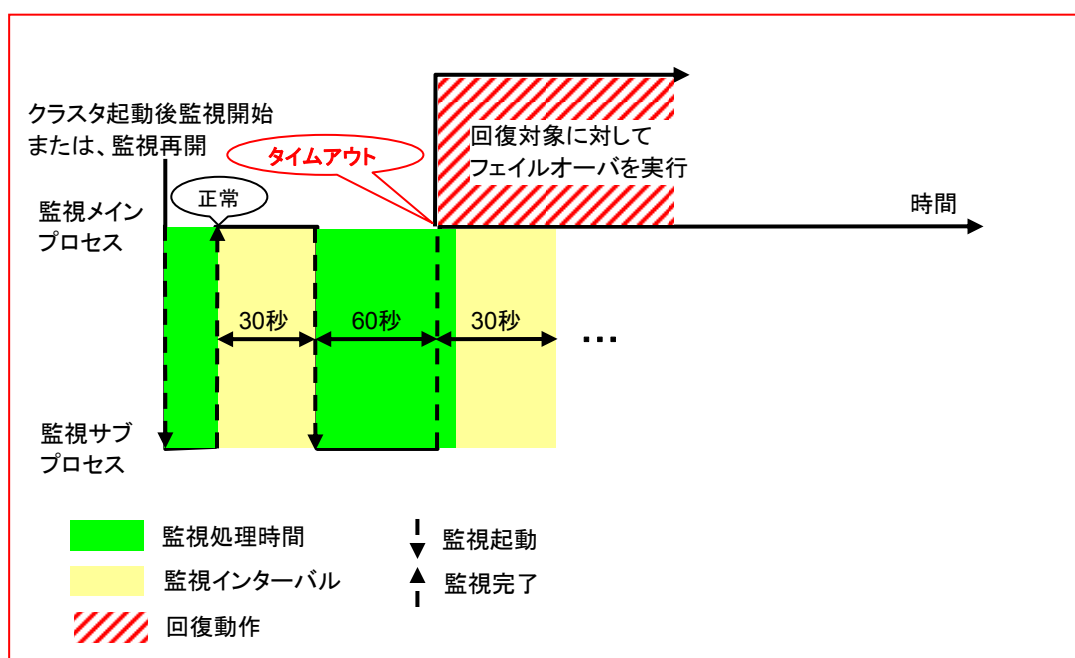 クラスタ起動後監視開始
または、監視再開
タイムアウト
回復対象に対して
フェイルオーバを実行
正常
時間
監視メイン
プロセス
30秒
60秒
30秒
...
監視サブ
プロセス
監視処理時間
監視起動
監視インターバル
監視完了
回復動作